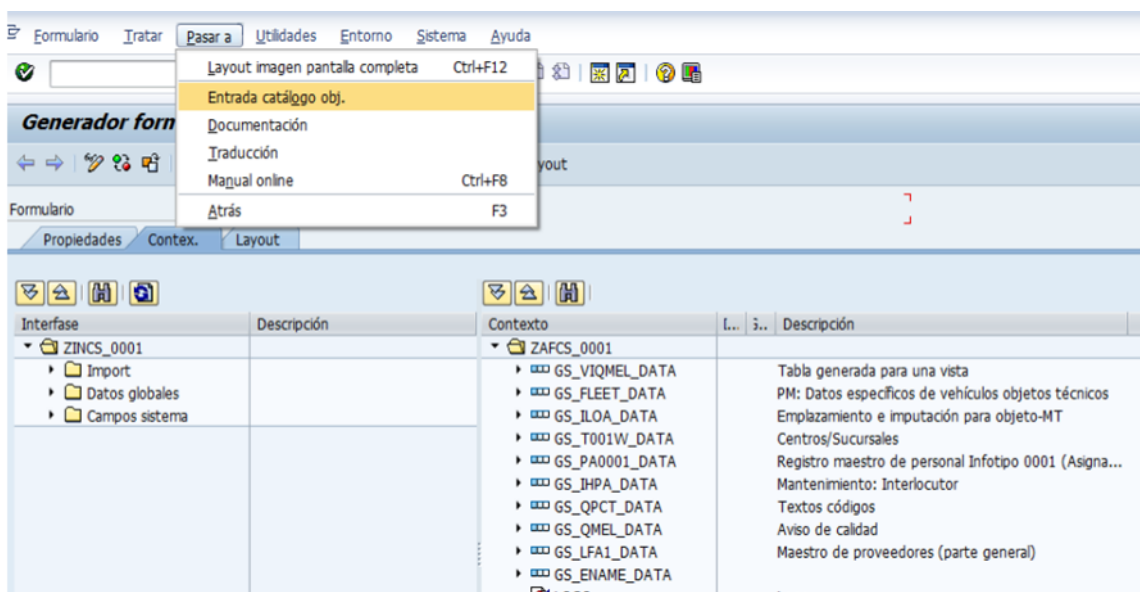 Formulario Tratar Pasar a Utilidades Entorno Sistema Ayuda
Layout imagen pantalla completa Ctrl+F12
Entrada catálogo obj.
Generador form
Documentación
Traducción
yout
Manual online Ctrl+F8
Formulario
Atrás F3
Propiedades Contex. Layout
Interfase Descripción Contexto Descripción
ZINCS_0001 ZAFCS_0001
Import GS_VIQMEL_DATA Tabla generada para una vista
Datos globales GS_FLEET_DATA PM: Datos específicos de vehículos objetos técnicos
Campos sistema GS_ILOA_DATA Emplazamiento e imputación para objeto-MT
GS_T001W_DATA Centros/Sucursales
GS_PA0001_DATA Registro maestro de personal Infotipo 0001 (Asigna...
GS_IHPA_DATA Mantenimiento: Interlocutor
GS_QPCT_DATA Textos códigos
GS_QMEL_DATA Aviso de calidad
GS_LFA1_DATA Maestro de proveedores (parte general)
GS_ENAME_DATA